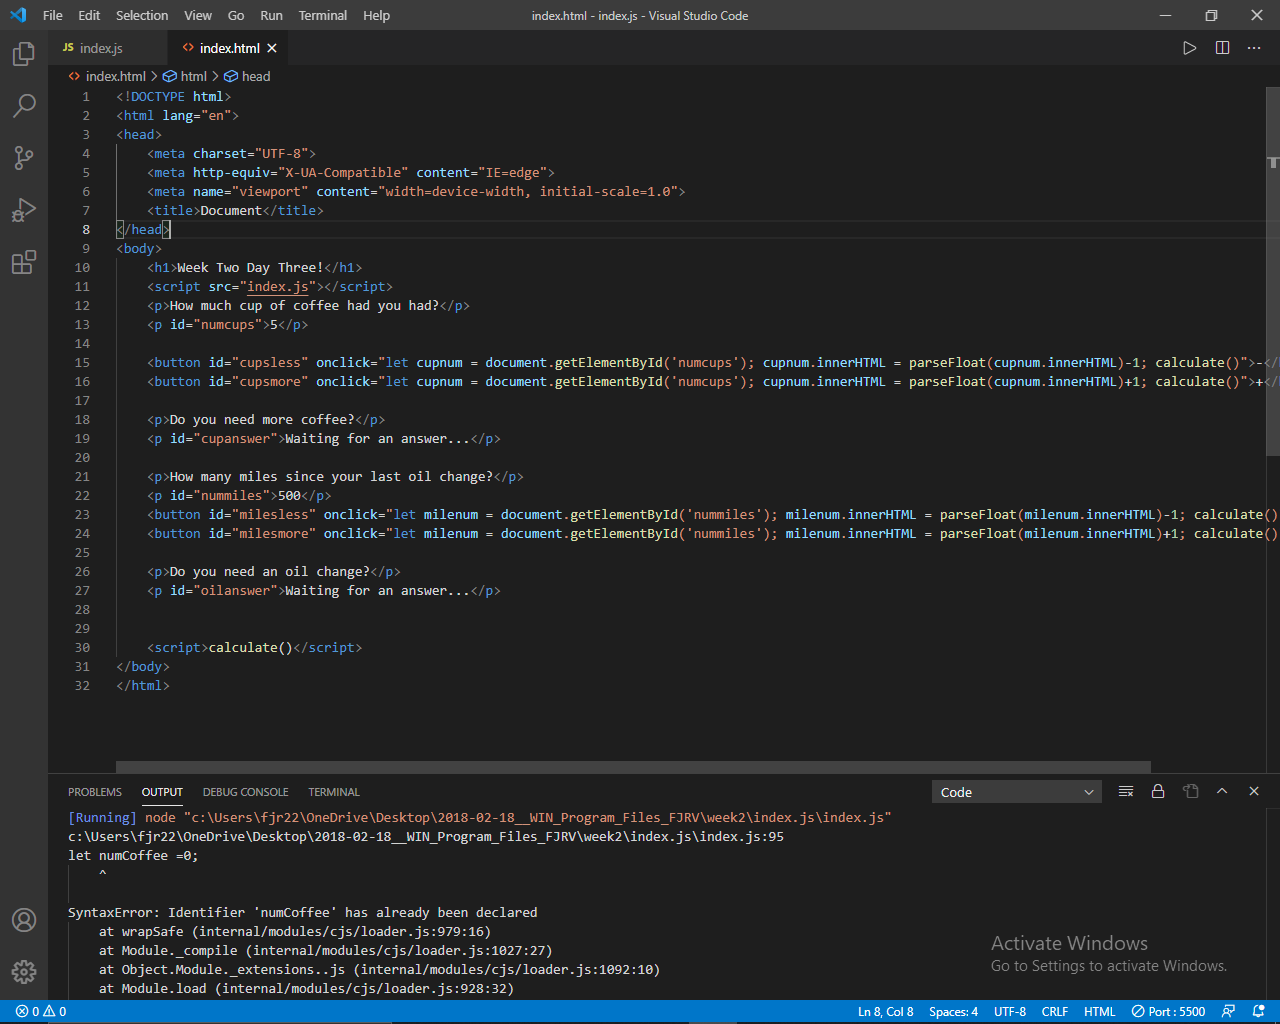 File Edit Selection View Go Run Terminal Help index.html - index.js - Visual Studio Code
JS index.js <> index.html
<> index.html > html > head
1 <!DOCTYPE html>
2 <html lang="en">
3 <head>
4 <meta charset="UTF-8">
5 <meta http-equiv="X-UA-Compatible" content="IE=edge">
6 <meta name="viewport" content="width=device-width, initial-scale=1.0">
7 <title>Document</title>
8 </head>
9 <body>
10 <h1>Week Two Day Three!</h1>
11 <script src="index.js"></script>
12 <p>How much cup of coffee had you had?</p>
13 <p id="numcups">5</p>
14
15 <button id="cupsless" onclick="let cupnum = document.getElementById('numcups'); cupnum.innerHTML = parseFloat(cupnum.innerHTML)-1; calculate()">-</
16 <button id="cupsmore" onclick="let cupnum = document.getElementById('numcups'); cupnum.innerHTML = parseFloat(cupnum.innerHTML)+1; calculate()">+</
17
18 <p>Do you need more coffee?</p>
19 <p id="cupanswer">Waiting for an answer...</p>
20
21 <p>How many miles since your last oil change?</p>
22 <p id="nummiles">500</p>
23 <button id="milesless" onclick="let milenum = document.getElementById('nummiles'); milenum.innerHTML = parseFloat(milenum.innerHTML)-1; calculate()
24 <button id="milesmore" onclick="let milenum = document.getElementById('nummiles'); milenum.innerHTML = parseFloat(milenum.innerHTML)+1; calculate()
25
26 <p>Do you need an oil change?</p>
27 <p id="oilanswer">Waiting for an answer...</p>
28
29
30 <script>calculate()</script>
31 </body>
32 </html>
PROBLEMS OUTPUT DEBUG CONSOLE TERMINAL Code
[Running] node "c:\Users\fjr22\OneDrive\Desktop\2018-02-18__WIN_Program_Files_FJRV\week2\index.js\index.js"
c:\Users\fjr22\OneDrive\Desktop\2018-02-18__WIN_Program_Files_FJRV\week2\index.js\index.js:95
let numCoffee =0;
^
SyntaxError: Identifier 'numCoffee' has already been declared
at wrapSafe (internal/modules/cjs/loader.js:979:16)
at Module._compile (internal/modules/cjs/loader.js:1027:27)
at Object.Module._extensions..js (internal/modules/cjs/loader.js:1092:10)
at Module.load (internal/modules/cjs/loader.js:928:32)
Activate Windows
Go to Settings to activate Windows.
0 0 Ln 8, Col 8 Spaces: 4 UTF-8 CRLF HTML Port : 5500